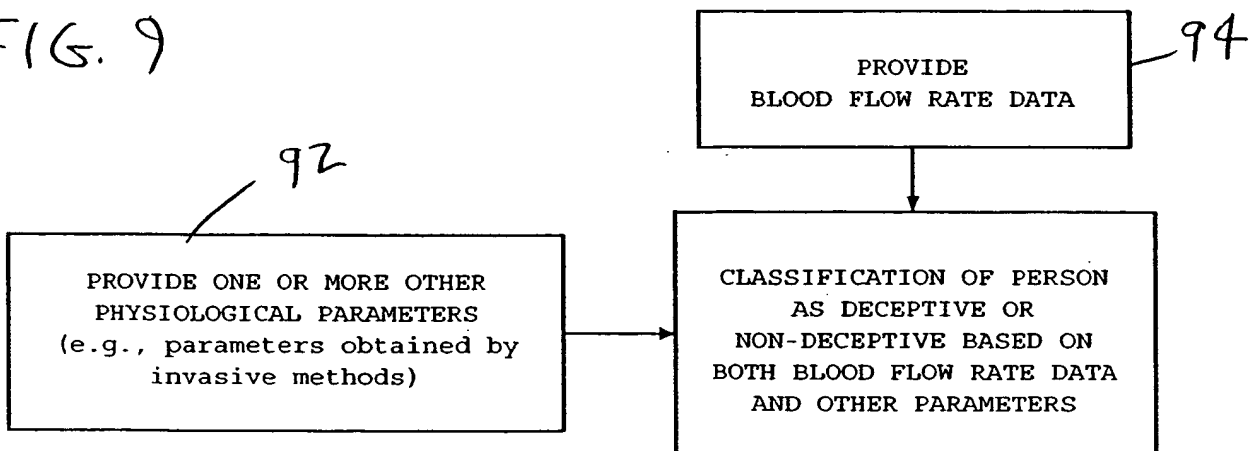 FIG. 9
94
PROVIDE
BLOOD FLOW RATE DATA
92
PROVIDE ONE OR MORE OTHER
PHYSIOLOGICAL PARAMETERS
(e.g., parameters obtained by
invasive methods)
CLASSIFICATION OF PERSON
AS DECEPTIVE OR
NON-DECEPTIVE BASED ON
BOTH BLOOD FLOW RATE DATA
AND OTHER PARAMETERS